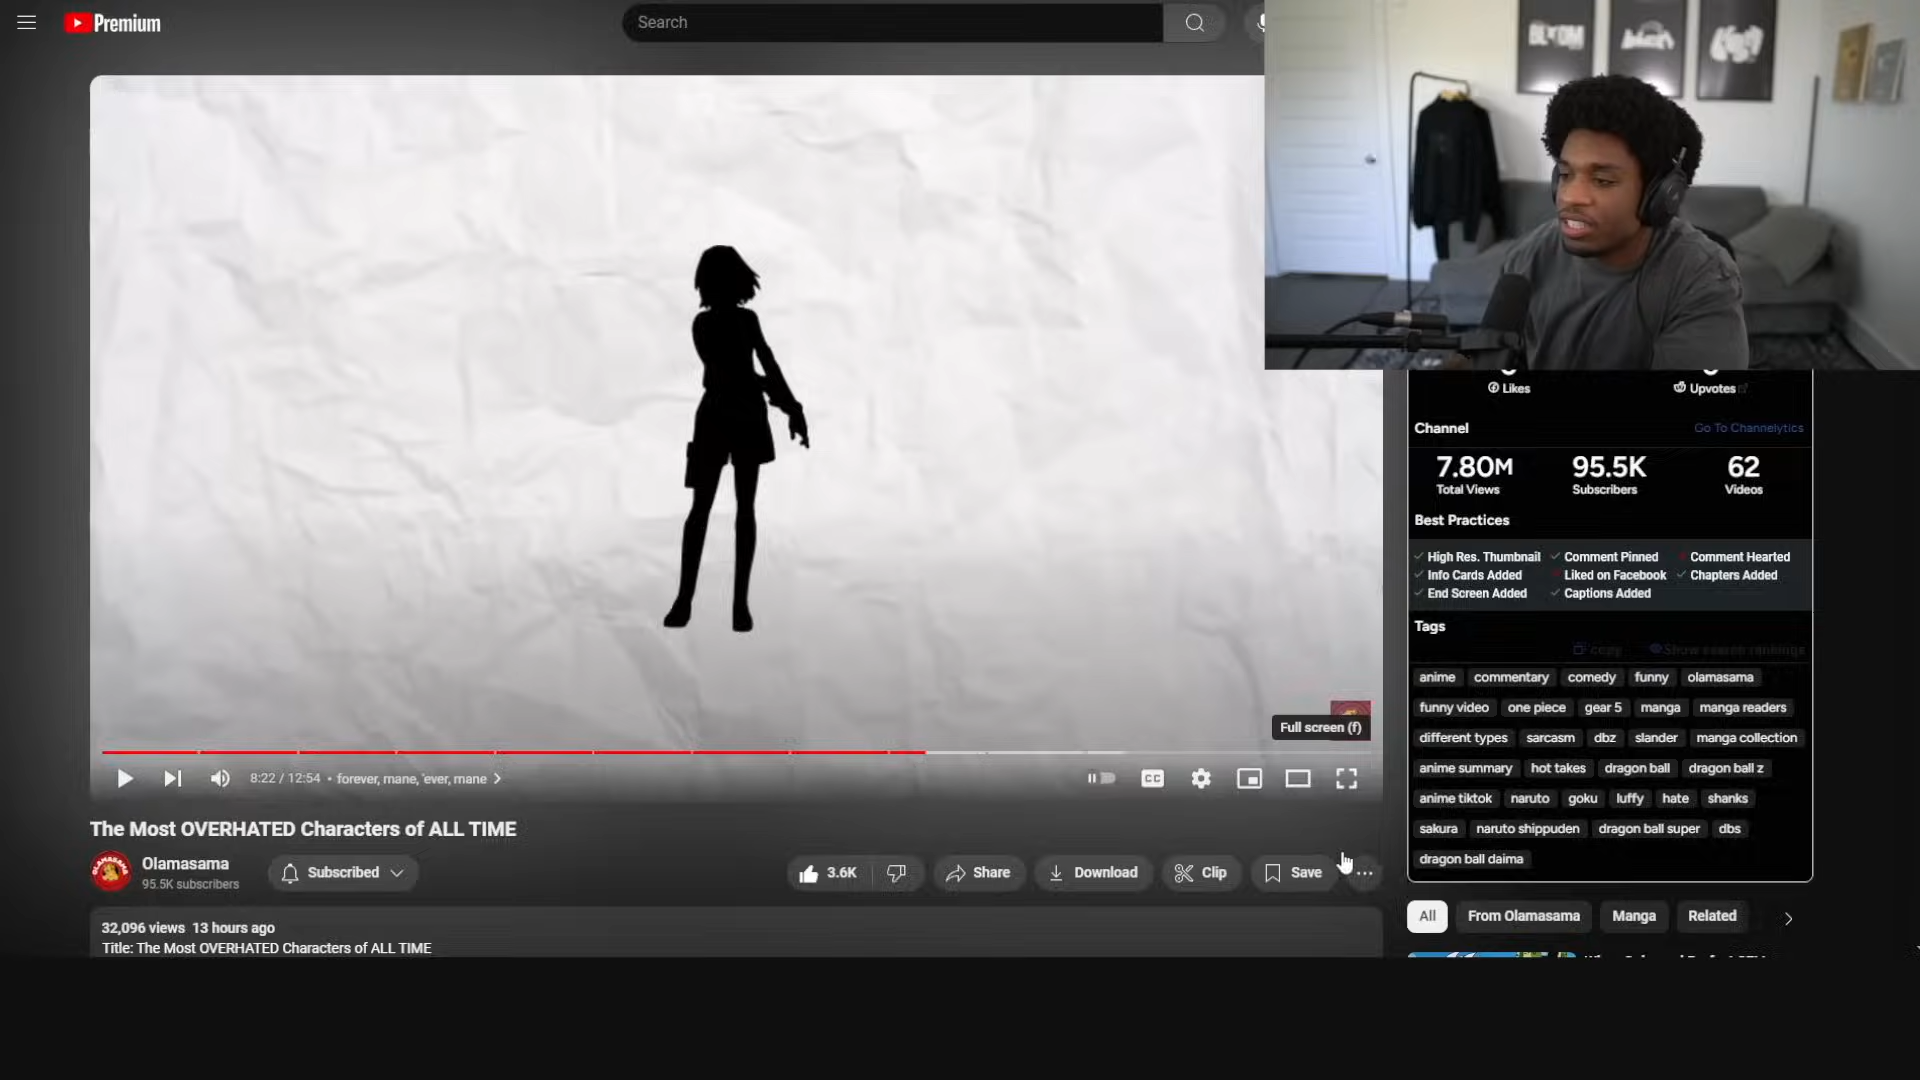 Premium
Search
BLXOM
Full screen (f)
8:22 / 12:54 • forever, mane, 'ever, mane
CC
The Most OVERHATED Characters of ALL TIME
Olamasama
95.5K subscribers
Subscribed
3.6K
Share
Download
Clip
Save
32,096 views 13 hours ago
Title: The Most OVERHATED Characters of ALL TIME
Likes
Upvotes
Channel
Go To Channelytics
7.80M
95.5K
62
Total Views
Subscribers
Videos
Best Practices
High Res. Thumbnail
Comment Pinned
Comment Hearted
Info Cards Added
Liked on Facebook
Chapters Added
End Screen Added
Captions Added
Tags
copy
Show search rankings
anime commentary comedy funny olamasama
funny video one piece gear 5 manga manga readers
different types sarcasm dbz slander manga collection
anime summary hot takes dragon ball dragon ball z
anime tiktok naruto goku luffy hate shanks
sakura naruto shippuden dragon ball super dbs
dragon ball daima
All
From Olamasama
Manga
Related